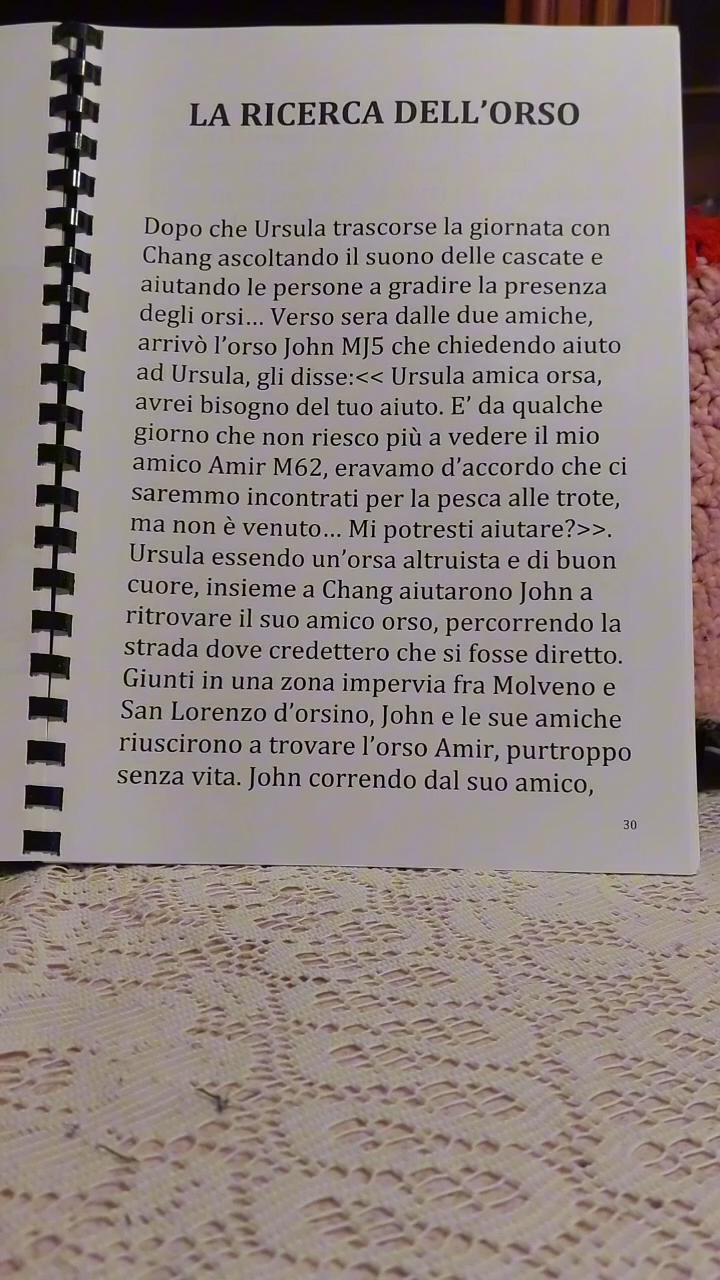 LA RICERCA DELL’ORSO
Dopo che Ursula trascorse la giornata con
Chang ascoltando il suono delle cascate e
aiutando le persone a gradire la presenza
degli orsi... Verso sera dalle due amiche,
arrivò l’orso John MJ5 che chiedendo aiuto
ad Ursula, gli disse:<< Ursula amica orsa,
avrei bisogno del tuo aiuto. E’ da qualche
giorno che non riesco più a vedere il mio
amico Amir M62, eravamo d’accordo che ci
saremmo incontrati per la pesca alle trote,
ma non è venuto... Mi potresti aiutare?>>.
Ursula essendo un’orsa altruista e di buon
cuore, insieme a Chang aiutarono John a
ritrovare il suo amico orso, percorrendo la
strada dove credettero che si fosse diretto.
Giunti in una zona impervia fra Molveno e
San Lorenzo d’orsino, John e le sue amiche
riuscirono a trovare l’orso Amir, purtroppo
senza vita. John correndo dal suo amico,
30